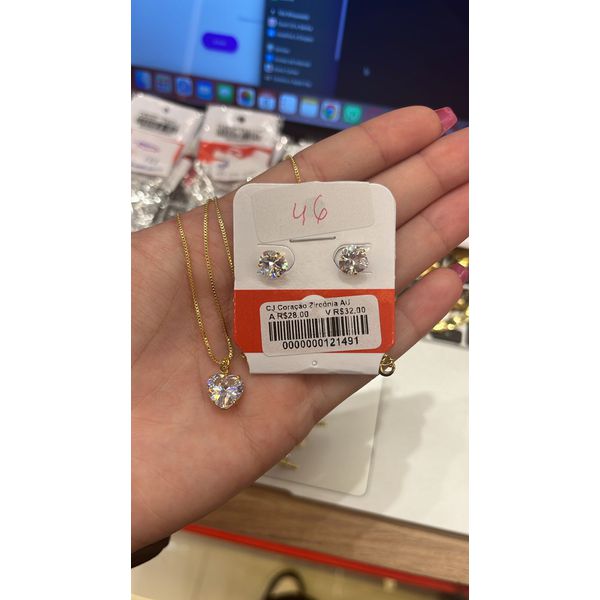 46
CJ Coração Zircônia AU
A R$28.00 V R$32.00
0000000121491